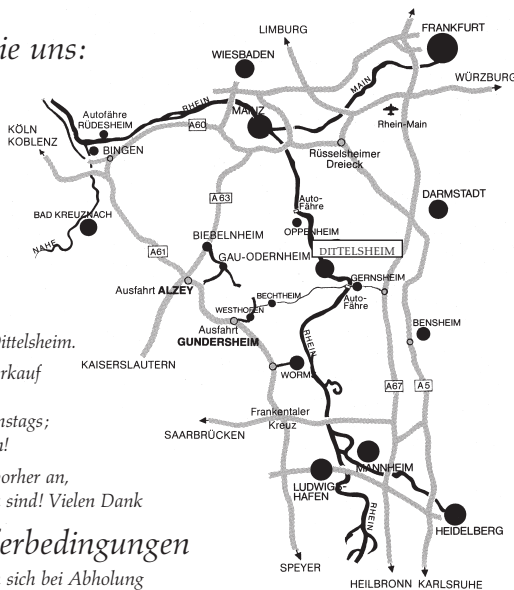 ie uns:
LIMBURG
FRANKFURT
WIESBADEN
WÜRZBURG
MAIN
RHEIN
MAINZ
Rhein-Main
Autofähre
RÜDESHEIM
A60
KÖLN
KOBLENZ
BINGEN
Rüsselsheimer
Dreieck
A63
Auto-
Fähre
DARMSTADT
BAD KREUZNACH
OPPENHEIM
NAHE
A61
BIEBELNHEIM
DITTELSHEIM
GAU-ODERNHEIM
GERNSHEIM
Ausfahrt ALZEY
BECHTHEIM
Auto-
Fähre
WESTHOFEN
Ausfahrt
GUNDERSHEIM
BENSHEIM
RHEIN
Dittelsheim.
KAISERSLAUTERN
rkauf
WORMS
A67
A5
nstags;
Frankentaler
Kreuz
SAARBRÜCKEN
n!
orher an,
MANNHEIM
LUDWIGS-
HAFEN
sind! Vielen Dank
RHEIN
HEIDELBERG
ferbedingungen
SPEYER
sich bei Abholung
HEILBRONN
KARLSRUHE